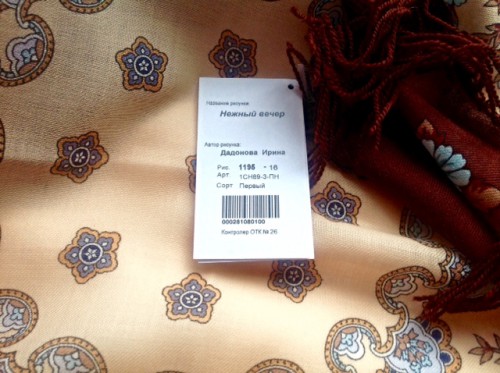 Название рисунка:
Нежный вечер
Автор рисунка:
Дадонова Ирина
Рис. 1195 - 16
Арт 1СН66-3-ПН
Сорт Первый
000281080100
Контролер ОТК № 26